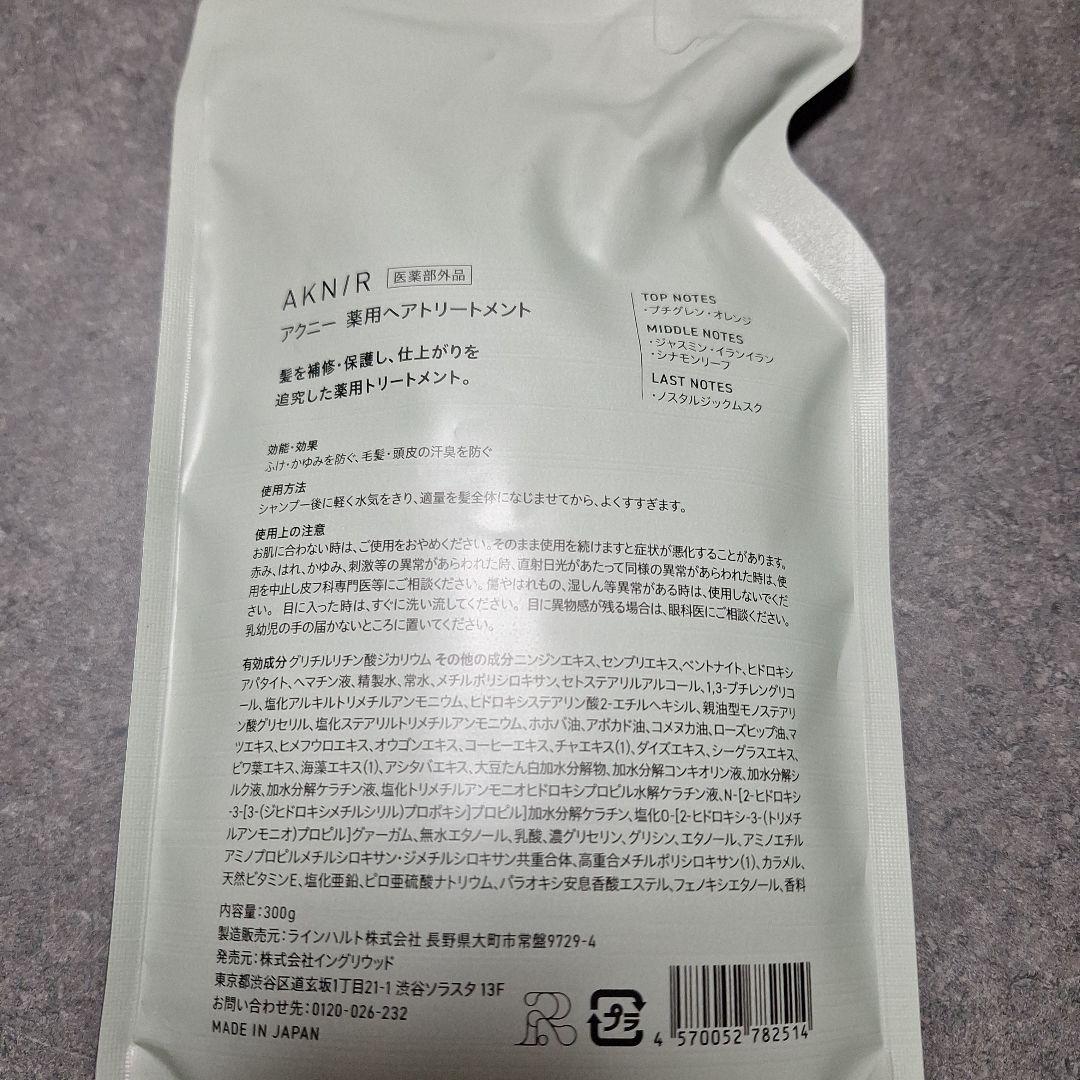 AKN/R 医薬部外品
アクニー 薬用ヘアトリートメント
髪を補修・保護し、仕上がりを
追究した薬用トリートメント。
TOP NOTES
・プチグレン・オレンジ
MIDDLE NOTES
・ジャスミン・イランイラン
・シナモンリーフ
LAST NOTES
・ノスタルジックムスク
効能・効果
ふけ・かゆみを防ぐ、毛髪・頭皮の汗臭を防ぐ
使用方法
シャンプー後に軽く水気をきり、適量を髪全体になじませてから、よくすすぎます。
使用上の注意
お肌に合わない時は、ご使用をおやめください。そのまま使用を続けますと症状が悪化することがあります。
赤み、はれ、かゆみ、刺激等の異常があらわれた時、直射日光があたって同様の異常があらわれた時は、使
用を中止し皮フ科専門医等にご相談ください。傷やはれもの、湿しん等異常がある時は、使用しないでくだ
さい。 目に入った時は、すぐに洗い流してください。 目に異物感が残る場合は、眼科医にご相談ください。
乳幼児の手の届かないところに置いてください。
有効成分 グリチルリチン酸ジカリウム その他の成分 ニンジンエキス、センブリエキス、ベントナイト、ヒドロキシ
アパタイト、ヘマチン液、精製水、常水、メチルポリシロキサン、セトステアリルアルコール、1,3-ブチレングリコ
ール、塩化アルキルトリメチルアンモニウム、ヒドロキシステアリン酸2-エチルヘキシル、親油型モノステアリ
ン酸グリセリル、塩化ステアリルトリメチルアンモニウム、ホホバ油、アボカド油、コメヌカ油、ローズヒップ油、マ
ツエキス、ヒメフウロエキス、オウゴンエキス、コーヒーエキス、チャエキス(1)、ダイズエキス、シーグラスエキス、
ビワ葉エキス、海藻エキス(1)、アシタバエキス、大豆たん白加水分解物、加水分解コンキオリン液、加水分解シ
ルク液、加水分解ケラチン液、塩化トリメチルアンモニオヒドロキシプロピル加水分解ケラチン液、N-[2-ヒドロキシ
-3-[3-(ジヒドロキシメチルシリル)プロポキシ]プロピル]加水分解ケラチン、塩化O-[2-ヒドロキシ-3-(トリメチ
ルアンモニオ)プロピル]グァーガム、無水エタノール、乳酸、濃グリセリン、グリシン、エタノール、アミノエチル
アミノプロピルメチルシロキサン・ジメチルシロキサン共重合体、高重合メチルポリシロキサン(1)、カラメル、
天然ビタミンE、塩化亜鉛、ピロ亜硫酸ナトリウム、パラオキシ安息香酸エステル、フェノキシエタノール、香料
内容量:300g
製造販売元:ラインハルト株式会社 長野県大町市常盤9729-4
発売元:株式会社イングリウッド
東京都渋谷区道玄坂1丁目21-1 渋谷ソラスタ 13F
お問い合わせ先:0120-026-232
MADE IN JAPAN
R
プラ
4 570052 782514